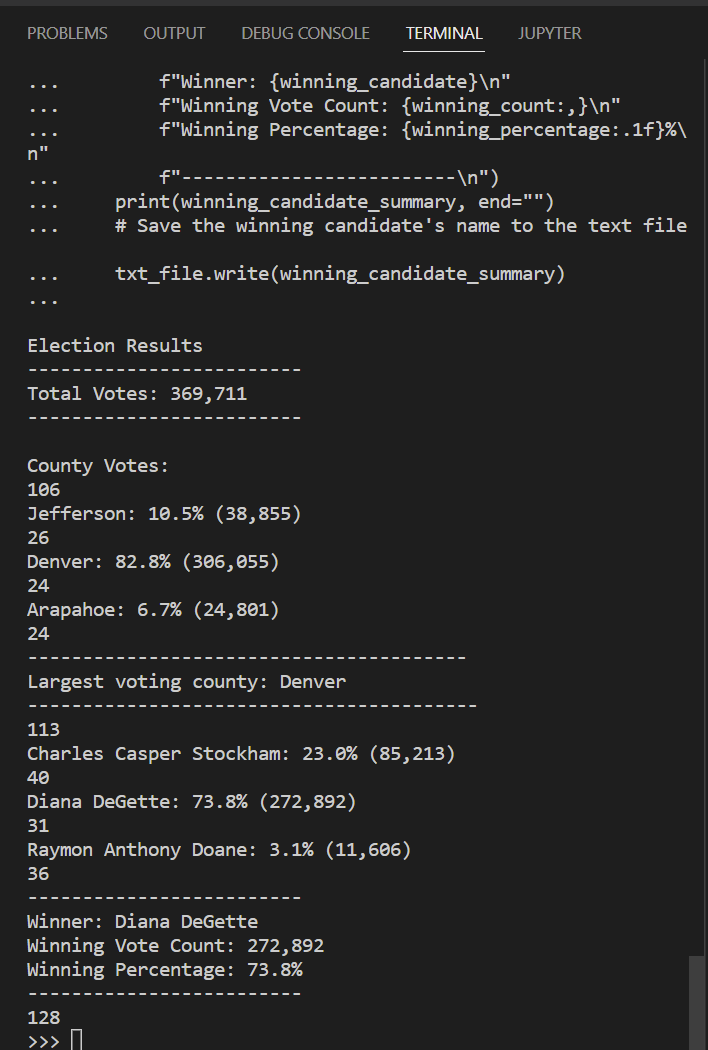 PROBLEMS OUTPUT DEBUG CONSOLE TERMINAL JUPYTER
...         f"Winner: {winning_candidate}\n"
...         f"Winning Vote Count: {winning_count:,}\n"
...         f"Winning Percentage: {winning_percentage:.1f}%\
n"
...         f"-------------------------\n")
...     print(winning_candidate_summary, end="")
...     # Save the winning candidate's name to the text file
...     txt_file.write(winning_candidate_summary)
...
Election Results
-------------------------
Total Votes: 369,711
-------------------------
County Votes:
106
Jefferson: 10.5% (38,855)
26
Denver: 82.8% (306,055)
24
Arapahoe: 6.7% (24,801)
24
----------------------------------------
Largest voting county: Denver
-----------------------------------------
113
Charles Casper Stockham: 23.0% (85,213)
40
Diana DeGette: 73.8% (272,892)
31
Raymon Anthony Doane: 3.1% (11,606)
36
-------------------------
Winner: Diana DeGette
Winning Vote Count: 272,892
Winning Percentage: 73.8%
-------------------------
128
>>>